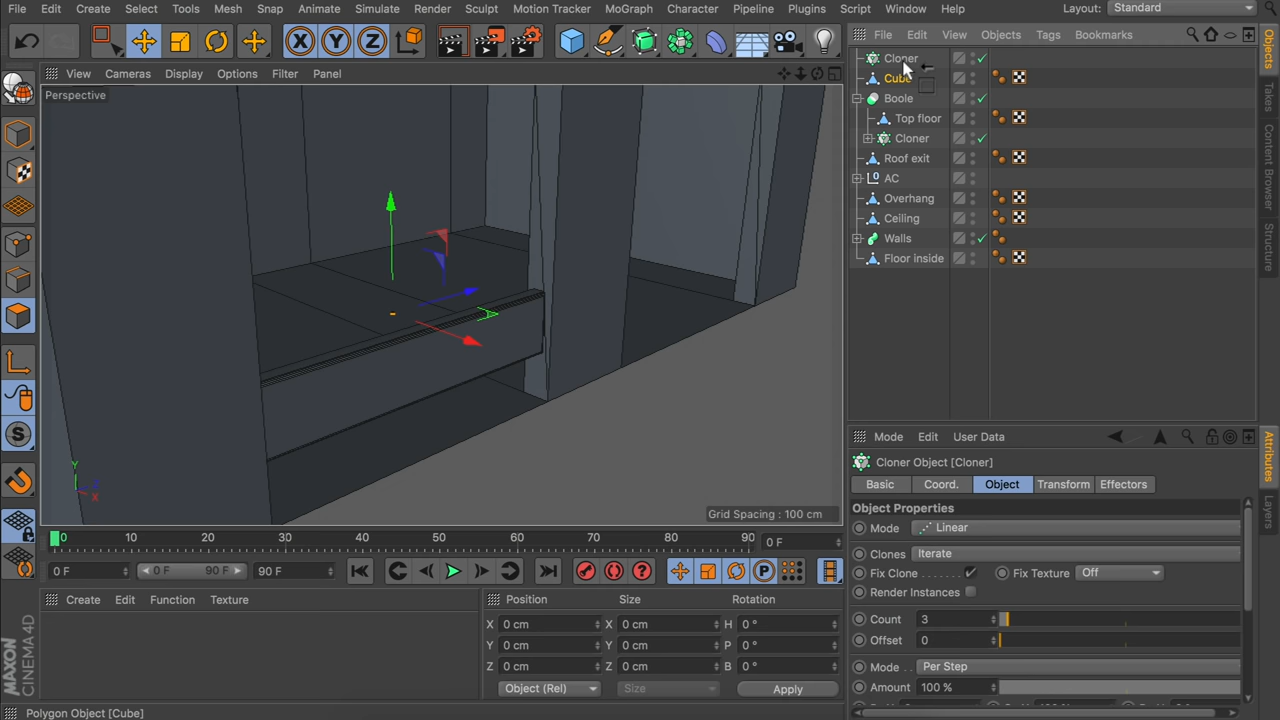 File Edit Create Select Tools Mesh Snap Animate Simulate Render Sculpt Motion Tracker MoGraph Character Pipeline Plugins Script Window Help Layout: Standard
X Y Z
File Edit View Objects Tags Bookmarks
View Cameras Display Options Filter Panel
Perspective
Cloner
Cube
Boole
Top floor
Cloner
Roof exit
AC
Overhang
Ceiling
Walls
Floor inside
Objects
Takes
Content Browser
Structure
Y
X
Grid Spacing : 100 cm
Mode Edit User Data
Cloner Object [Cloner]
Basic Coord. Object Transform Effectors
Object Properties
Mode Linear
Clones Iterate
Fix Clone . . . . . . . Fix Texture Off
Render Instances
Count 3
Offset 0
Mode . . Per Step
Amount 100 %
Attributes
Layers
0 10 20 30 40 50 60 70 80 90 0 F
0 F 0 F 90 F 90 F
Create Edit Function Texture
Position Size Rotation
X 0 cm X 0 cm H 0 °
Y 0 cm Y 0 cm P 0 °
Z 0 cm Z 0 cm B 0 °
Object (Rel) Size Apply
MAXON CINEMA 4D
Polygon Object [Cube]